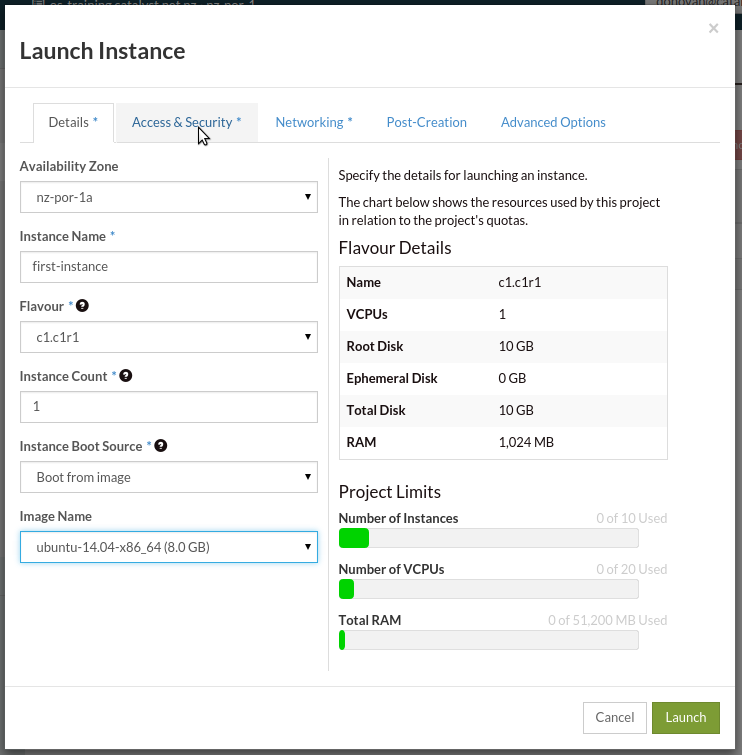 Launch Instance
×
Details *
Access & Security *
Networking *
Post-Creation
Advanced Options
Availability Zone
nz-por-1a
Instance Name *
first-instance
Flavour *
c1.c1r1
Instance Count *
1
Instance Boot Source *
Boot from image
Image Name
ubuntu-14.04-x86_64 (8.0 GB)
Specify the details for launching an instance.
The chart below shows the resources used by this project
in relation to the project's quotas.
Flavour Details
Name c1.c1r1
VCPUs 1
Root Disk 10 GB
Ephemeral Disk 0 GB
Total Disk 10 GB
RAM 1,024 MB
Project Limits
Number of Instances 0 of 10 Used
Number of VCPUs 0 of 20 Used
Total RAM 0 of 51,200 MB Used
Cancel
Launch